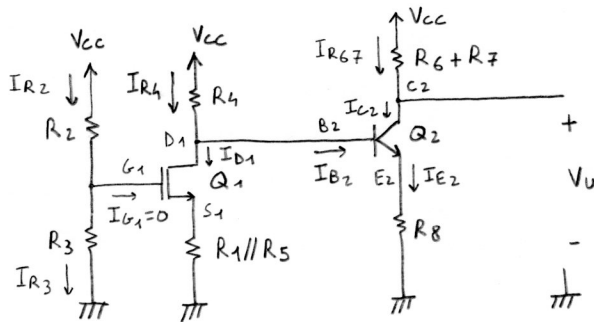 Vcc
Vcc
Vcc
IR2
IR4
IR67
R2
R4
R6+R7
C2
IC2
D1
ID1
B2
Q2
+
G1
Q1
IB2
E2
IE2
Vu
IG1=0
S1
R3
R1//R5
R8
-
IR3